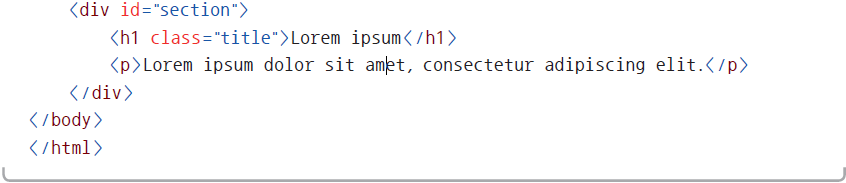 <div id="section">
<h1 class="title">Lorem ipsum</h1>
<p>Lorem ipsum dolor sit amet, consectetur adipiscing elit.</p>
</div>
</body>
</html>